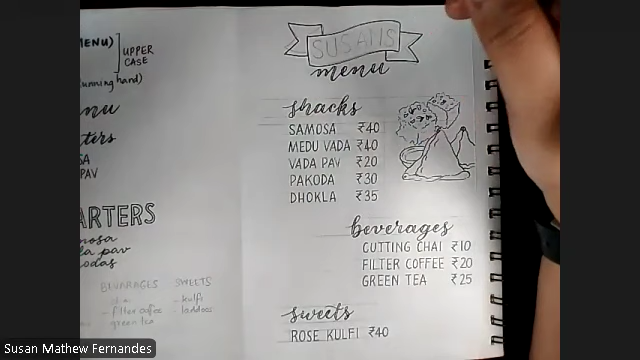 MENU)
UPPER
CASE
running hand)
nu
ters
SA
PAV
ARTERS
mosa
da pav
odas
BEVERAGES SWEETS
- filter coffee - kulfi
green tea - laddoos
SUSAN'S
menu
snacks
SAMOSA ₹40
MEDU VADA ₹40
VADA PAV ₹20
PAKODA ₹30
DHOKLA ₹35
beverages
CUTTING CHAI ₹10
FILTER COFFEE ₹20
GREEN TEA ₹25
sweets
ROSE KULFI ₹40
Susan Mathew Fernandes